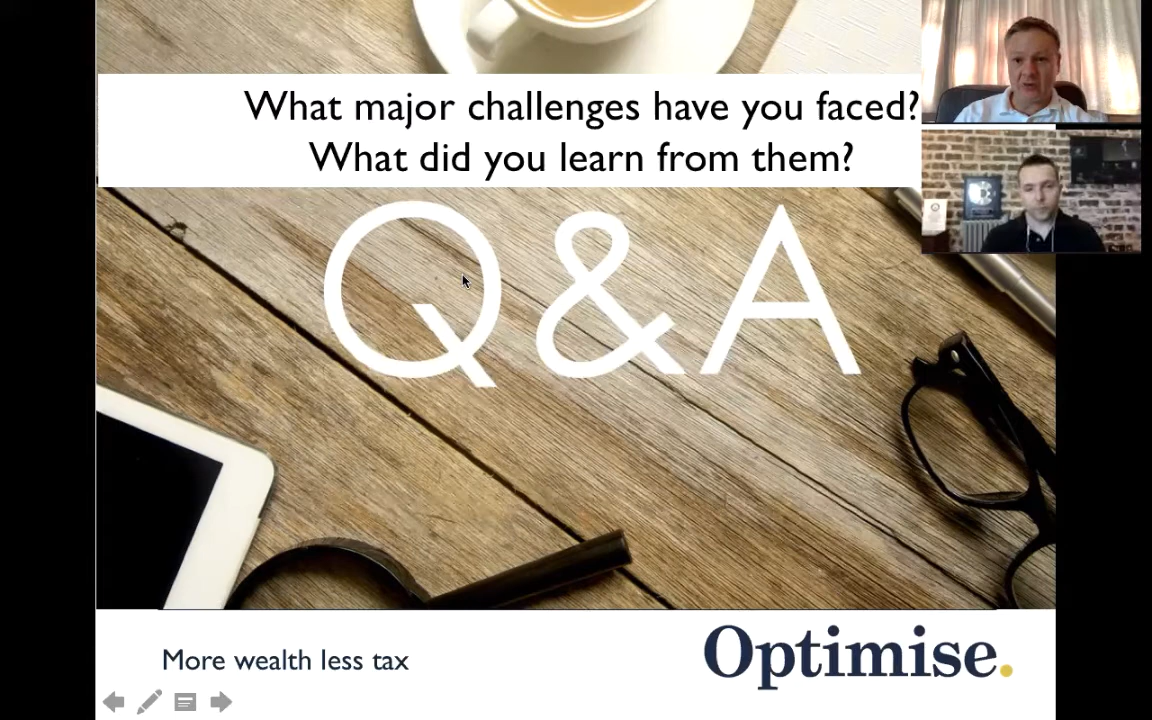 What major challenges have you faced?
What did you learn from them?
Q & A
More wealth less tax
Optimise.